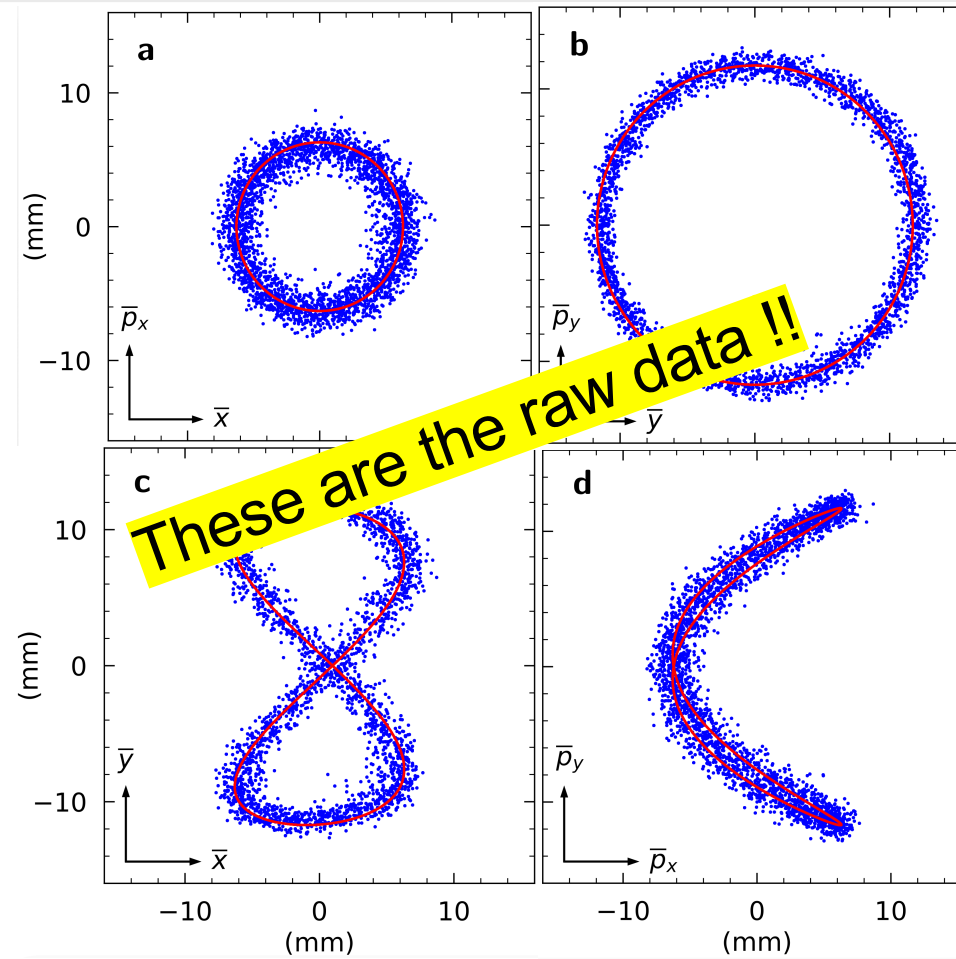 a
b
10
0
−10
(mm)
p̅ₓ
x̅
p̅ᵧ
y̅
These are the raw data !!
c
d
10
0
−10
(mm)
y̅
x̅
p̅ᵧ
p̅ₓ
−10 0 10
−10 0 10
(mm)
(mm)